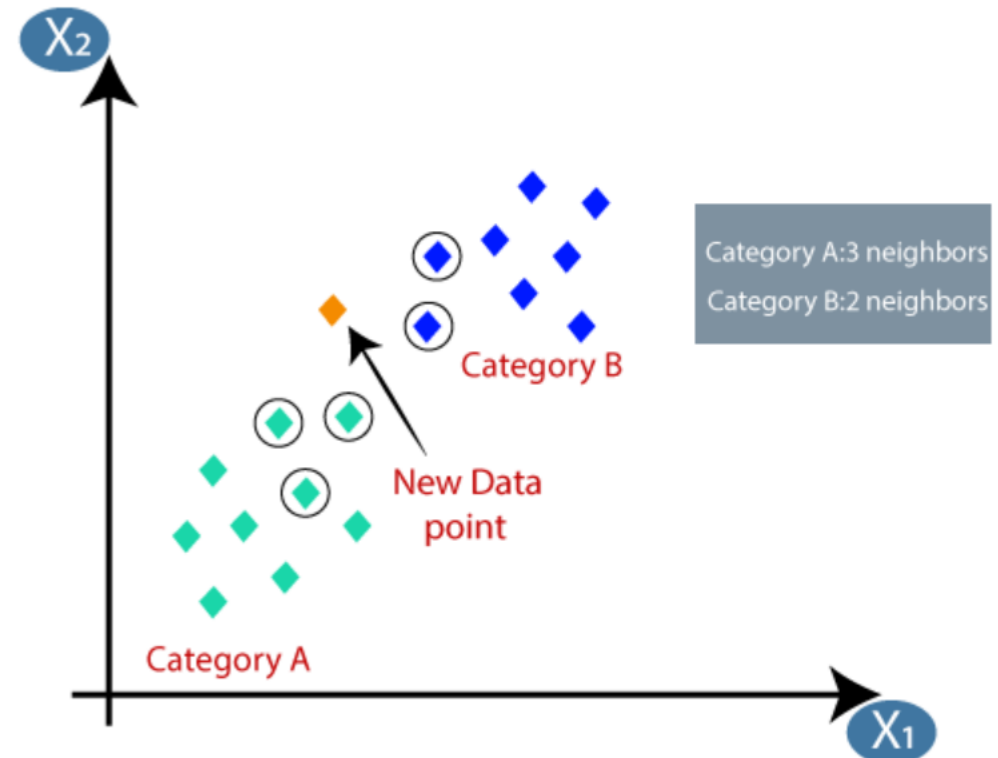 X₂
Category A:3 neighbors
Category B:2 neighbors
Category B
New Data
point
Category A
X₁